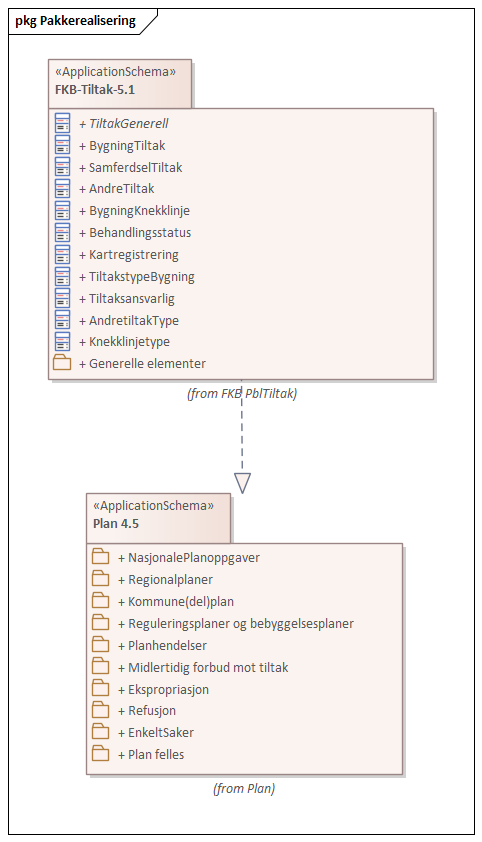 pkg Pakkerealisering
«ApplicationSchema»
FKB-Tiltak-5.1
+ TiltakGenerell
+ BygningTiltak
+ SamferdselTiltak
+ AndreTiltak
+ BygningKnekklinje
+ Behandlingsstatus
+ Kartregistrering
+ TiltakstypeBygning
+ Tiltaksansvarlig
+ AndretiltakType
+ Knekklinjetype
+ Generelle elementer
(from FKB PblTiltak)
«ApplicationSchema»
Plan 4.5
+ NasjonalePlanoppgaver
+ Regionalplaner
+ Kommune(del)plan
+ Reguleringsplaner og bebyggelsesplaner
+ Planhendelser
+ Midlertidig forbud mot tiltak
+ Ekspropriasjon
+ Refusjon
+ EnkeltSaker
+ Plan felles
(from Plan)